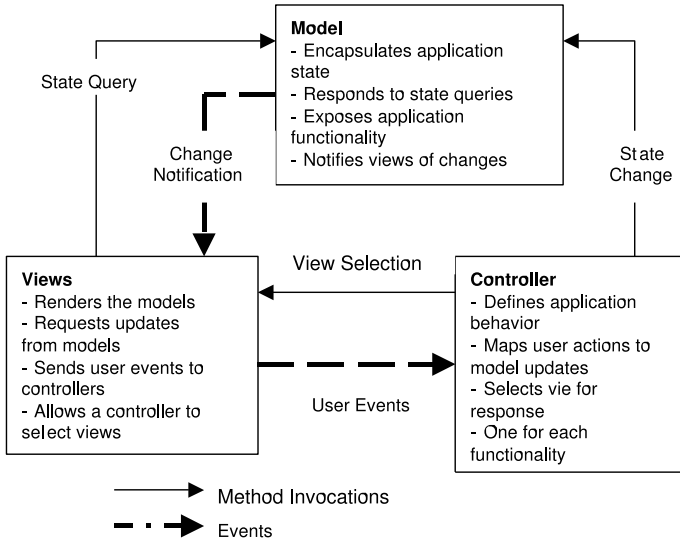 Model
- Encapsulates application
state
- Responds to state queries
- Exposes application
functionality
- Notifies views of changes
State Query
Change
Notification
State
Change
View Selection
Views
- Renders the models
- Requests updates
from models
- Sends user events to
controllers
- Allows a controller to
select views
Controller
- Defines application
behavior
- Maps user actions to
model updates
- Selects vie for
response
- One for each
functionality
User Events
Method Invocations
Events